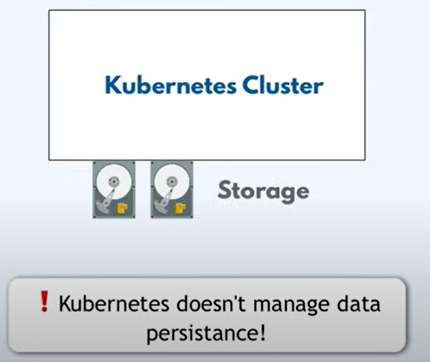 Kubernetes Cluster
Storage
! Kubernetes doesn't manage data
persistance!